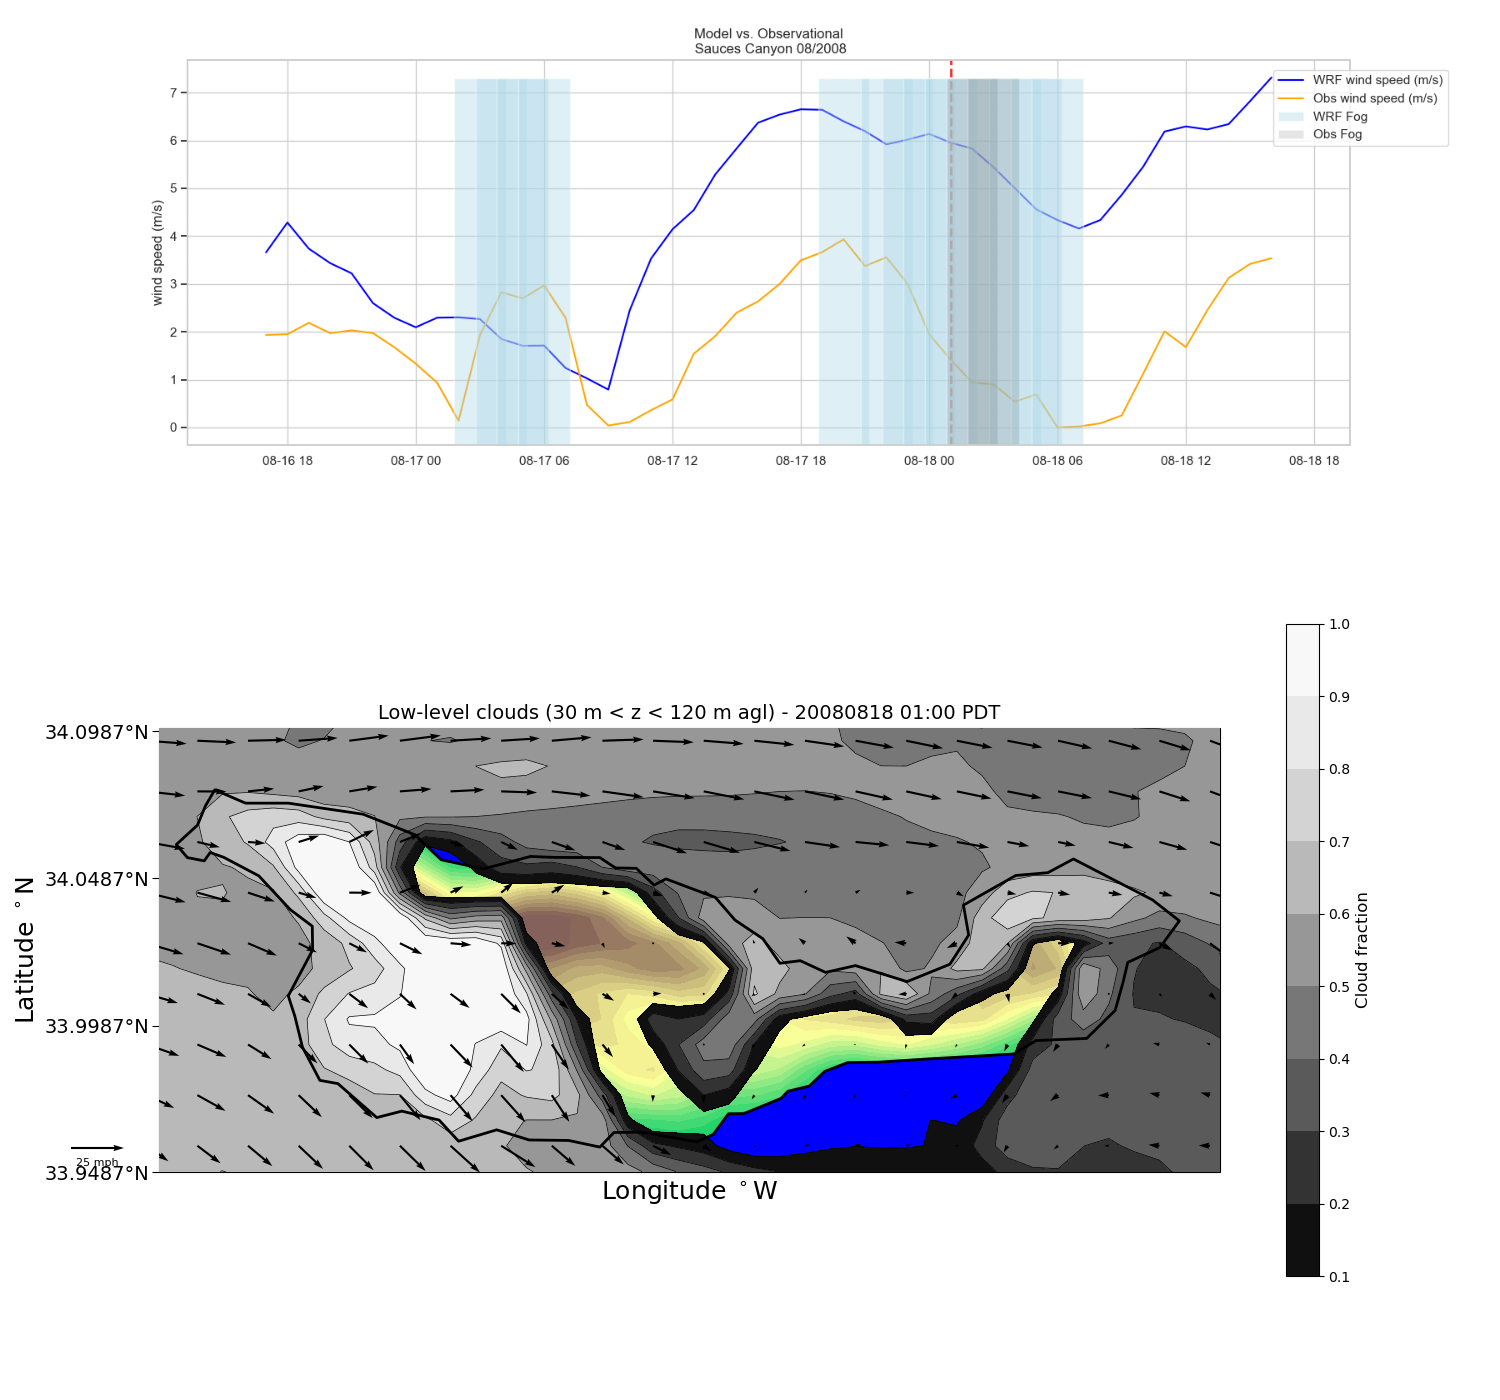 Model vs. Observational
Sauces Canyon 08/2008
WRF wind speed (m/s)
Obs wind speed (m/s)
WRF Fog
Obs Fog
wind speed (m/s)
7
6
5
4
3
2
1
0
08-16 18
08-17 00
08-17 06
08-17 12
08-17 18
08-18 00
08-18 06
08-18 12
08-18 18
Low-level clouds (30 m < z < 120 m agl) - 20080818 01:00 PDT
34.0987°N
34.0487°N
33.9987°N
33.9487°N
Latitude °N
25 mph
Longitude °W
1.0
0.9
0.8
0.7
0.6
0.5
0.4
0.3
0.2
0.1
Cloud fraction